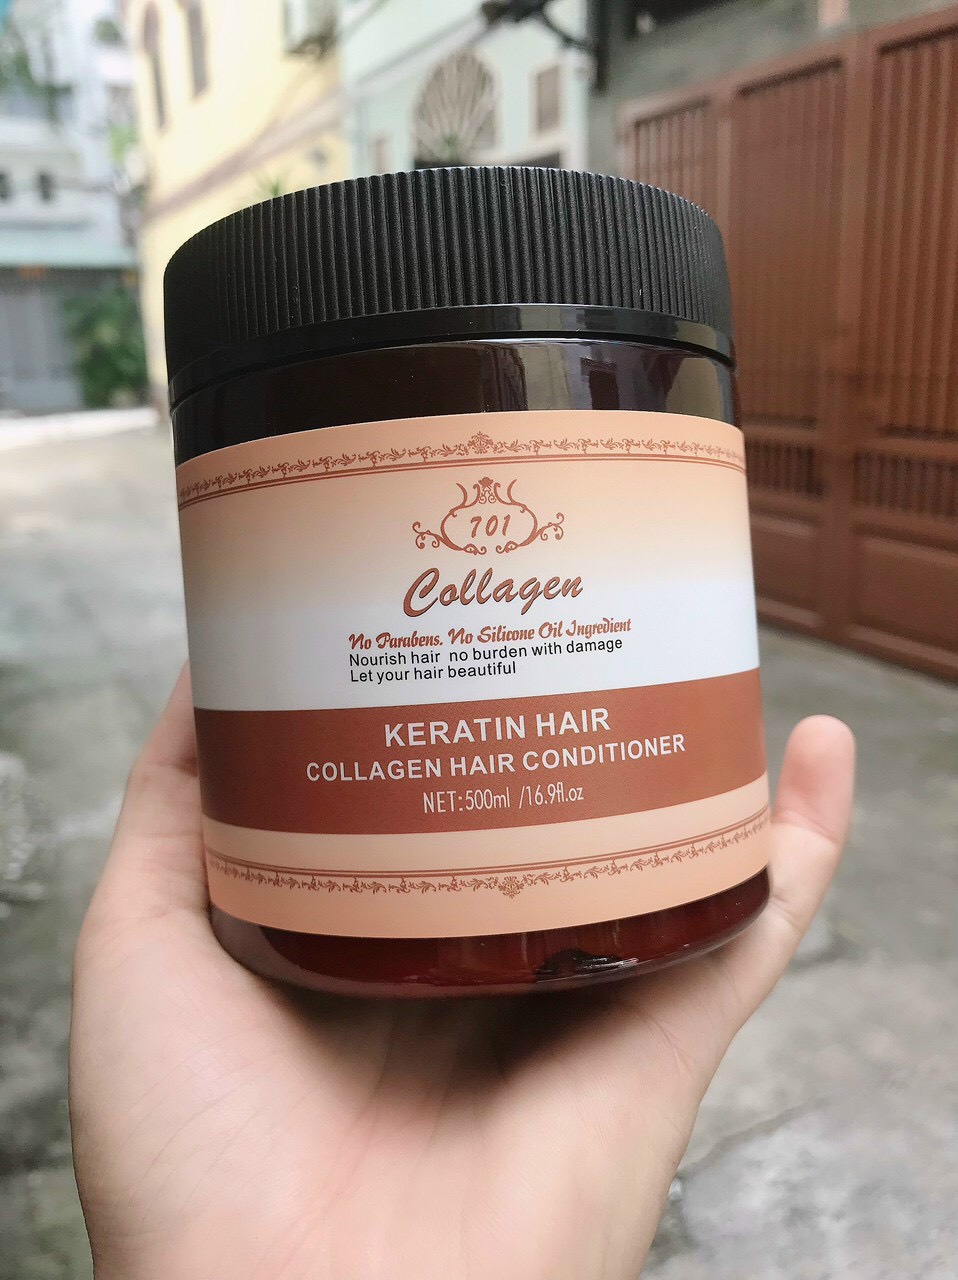 701
Collagen
No Parabens. No Silicone Oil Ingredient
Nourish hair no burden with damage
Let your hair beautiful
KERATIN HAIR
COLLAGEN HAIR CONDITIONER
NET:500ml /16.9fl.oz